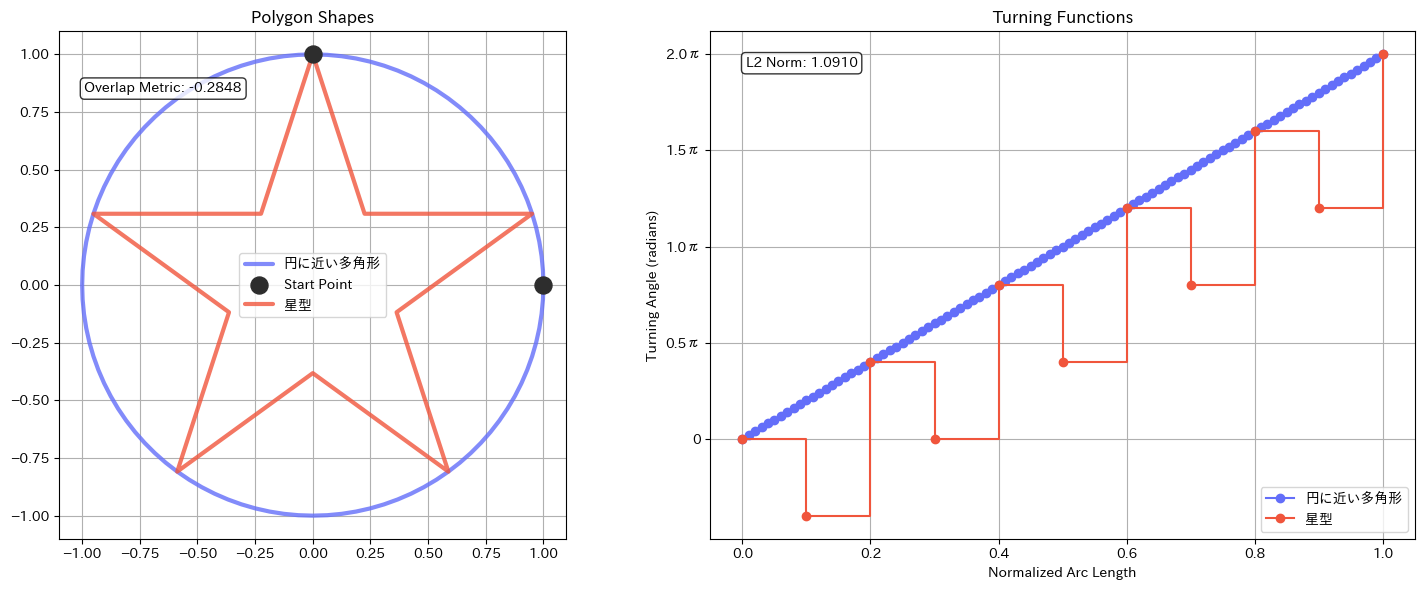 Polygon Shapes
1.00
0.75
0.50
0.25
0.00
−0.25
−0.50
−0.75
−1.00
−1.00
−0.75
−0.50
−0.25
0.00
0.25
0.50
0.75
1.00
Overlap Metric: -0.2848
円に近い多角形
Start Point
星型
Turning Functions
L2 Norm: 1.0910
Turning Angle (radians)
2.0π
1.5π
1.0π
0.5π
0
0.0
0.2
0.4
0.6
0.8
1.0
Normalized Arc Length
円に近い多角形
星型